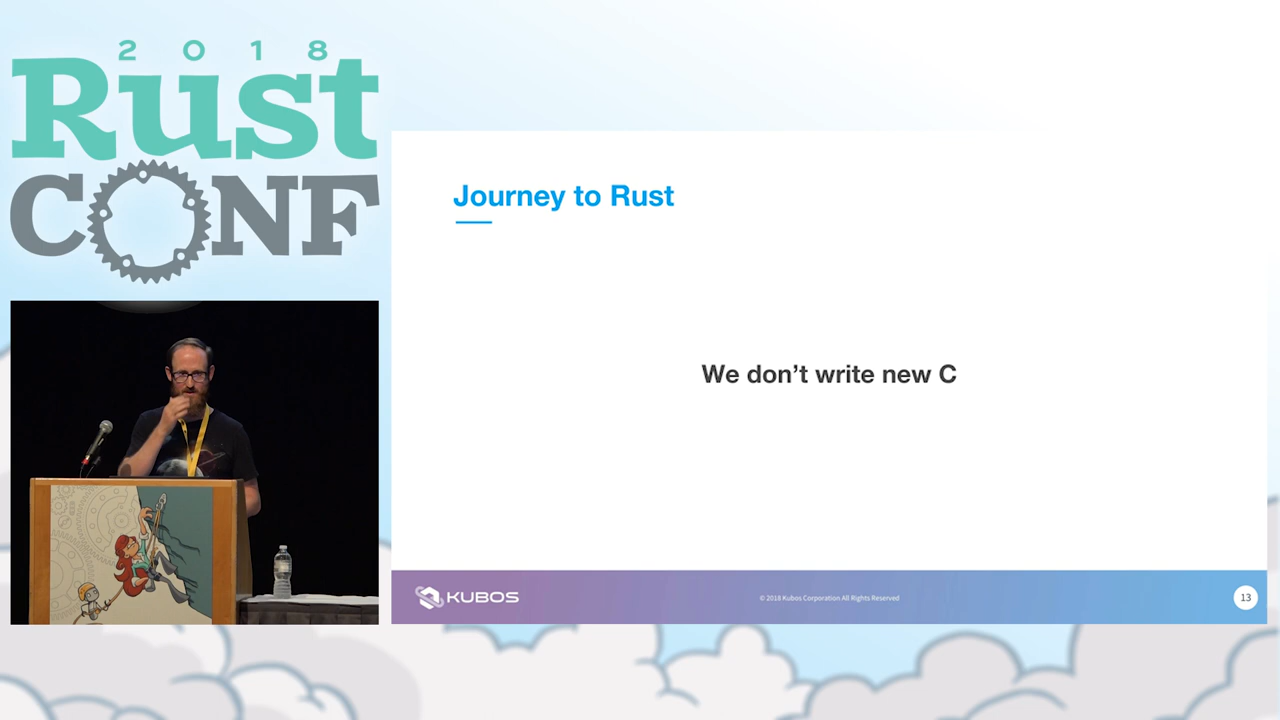 2018
Rust
CONF
Journey to Rust
We don’t write new C
KUBOS
© 2018 Kubos Corporation All Rights Reserved
13